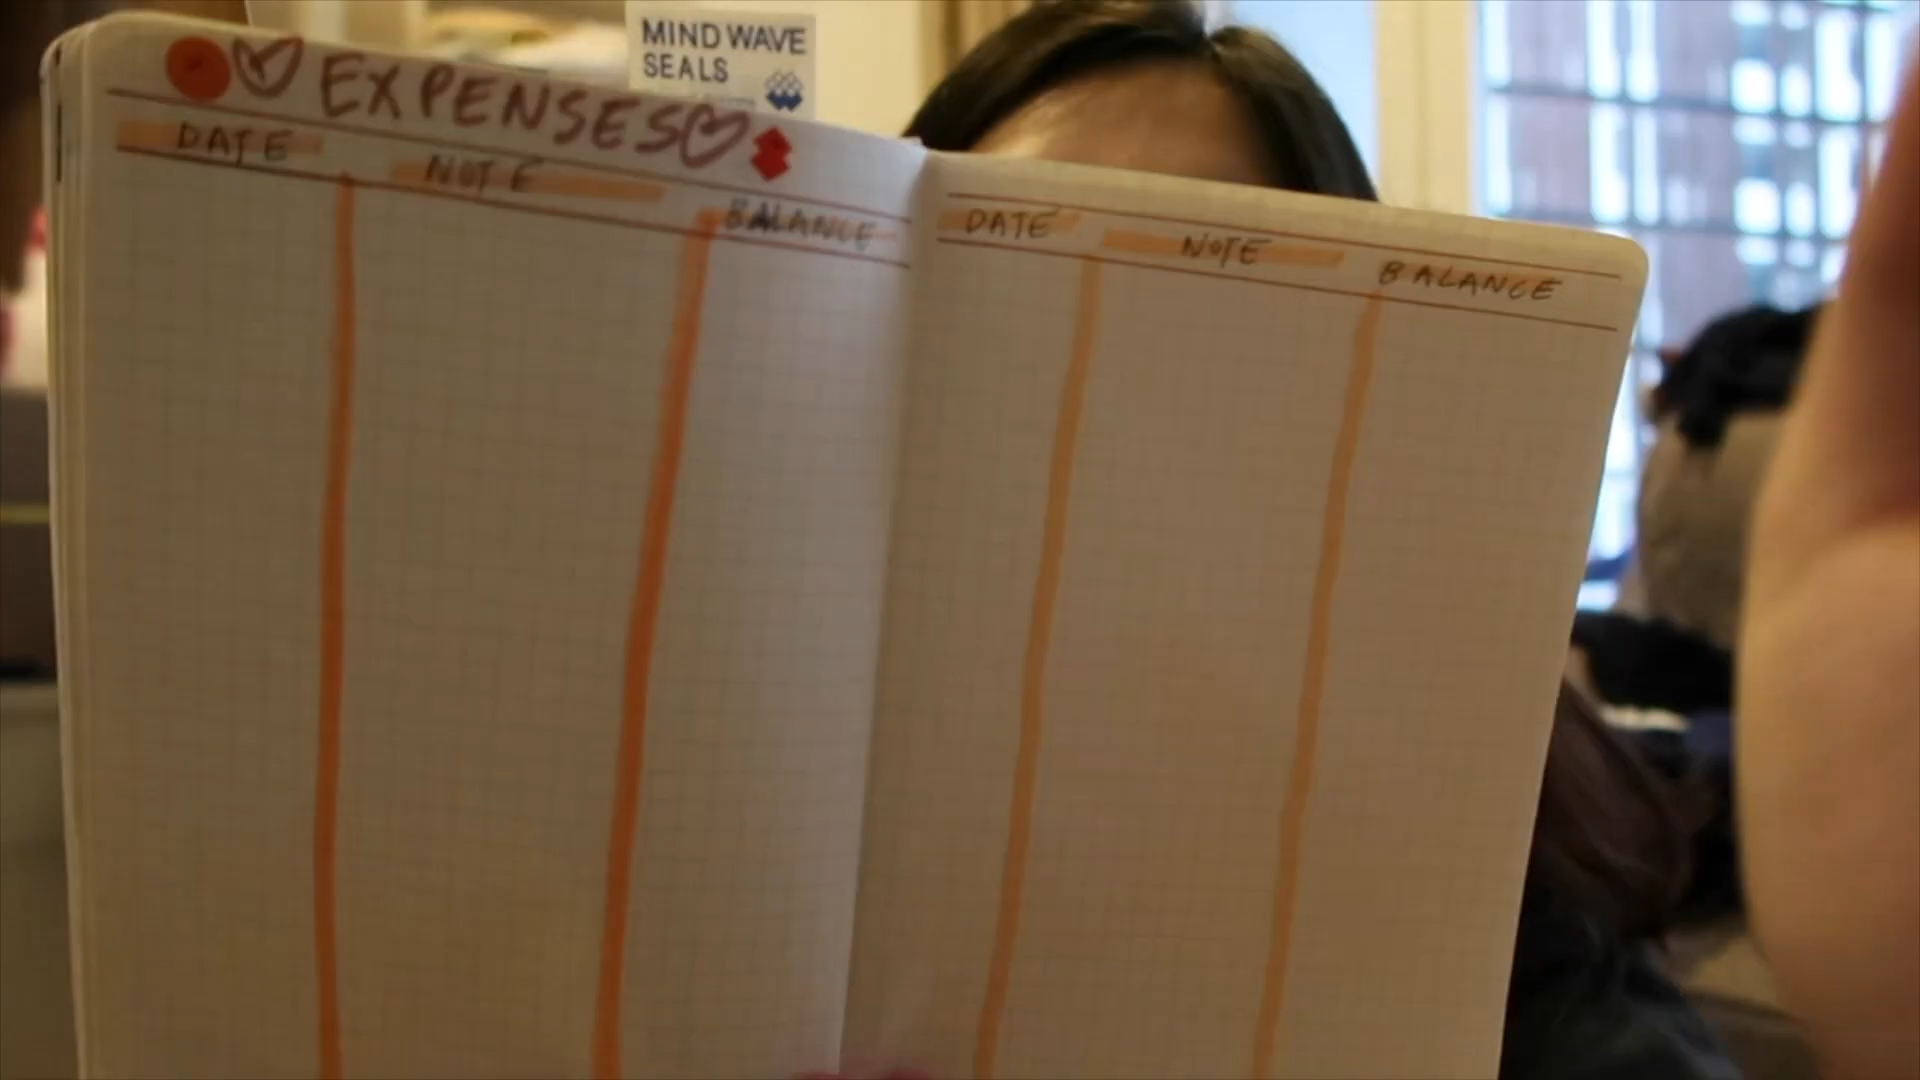 MIND WAVE
SEALS
EXPENSES
DATE NOTE BALANCE
DATE NOTE BALANCE